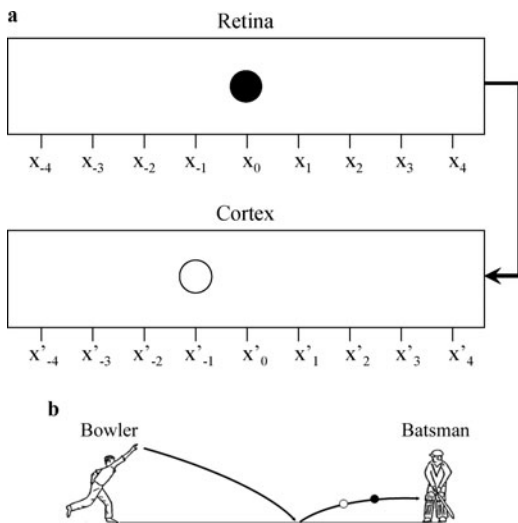 a
Retina
x-4 x-3 x-2 x-1 x0 x1 x2 x3 x4
Cortex
x'-4 x'-3 x'-2 x'-1 x'0 x'1 x'2 x'3 x'4
b
Bowler Batsman